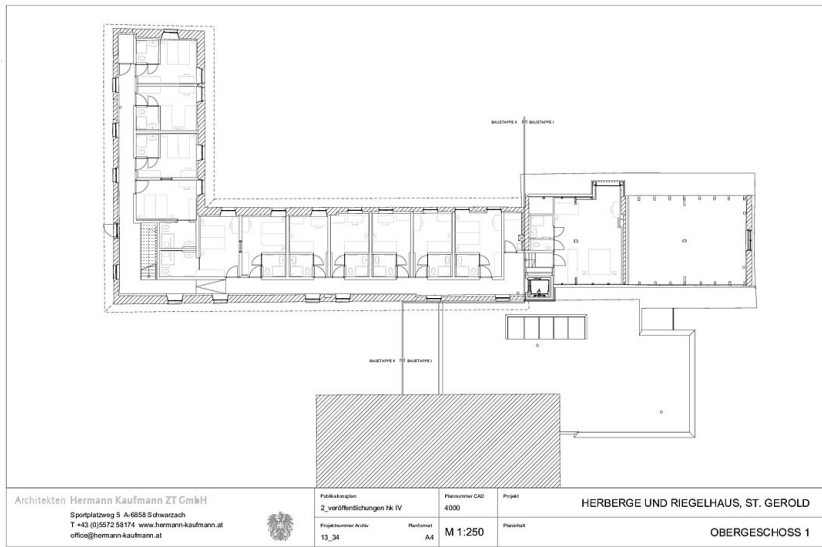 BAUETAPPE II BAUETAPPE I
BAUETAPPE II BAUETAPPE I
Architekten Hermann Kaufmann ZT GmbH
Sportplatzweg 5 A-6858 Schwarzach
T +43 (0)5572 58174 www.hermann-kaufmann.at
office@hermann-kaufmann.at
Publikationsplan
2_veröffentlichungen hk IV
Plannummer CAD
4000
Projekt
HERBERGE UND RIEGELHAUS, ST. GEROLD
Projektnummer Archiv
13_34
Planformat
A4
M 1:250
Planinhalt
OBERGESCHOSS 1